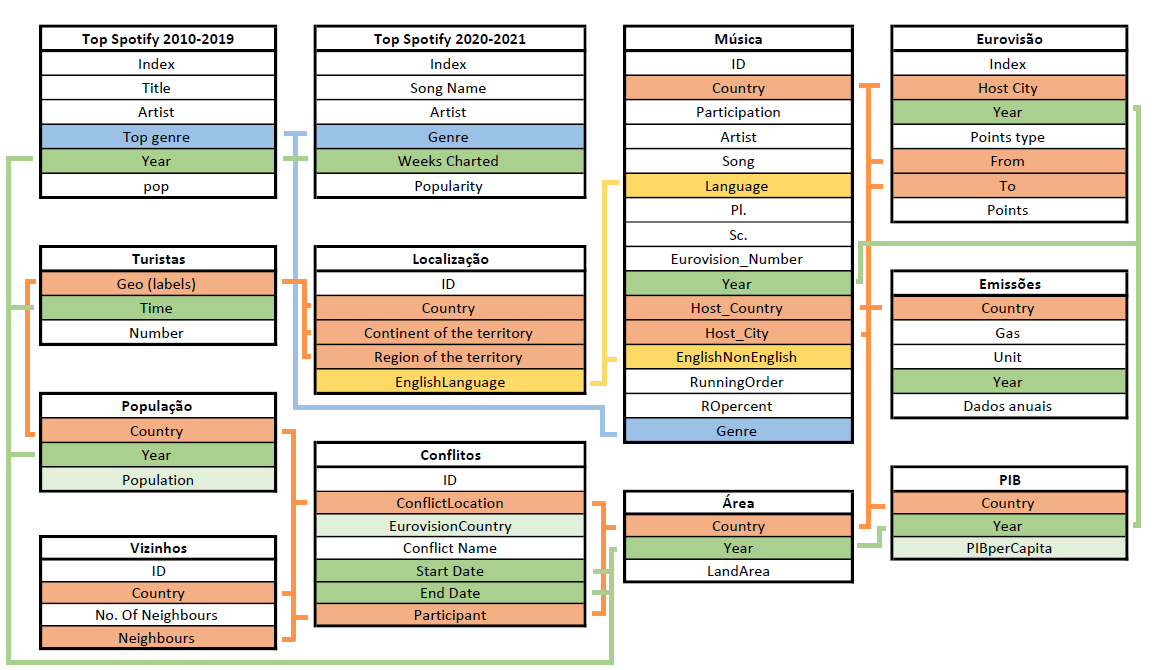 Top Spotify 2010-2019
Index
Title
Artist
Top genre
Year
pop
Top Spotify 2020-2021
Index
Song Name
Artist
Genre
Weeks Charted
Popularity
Música
ID
Country
Participation
Artist
Song
Language
Pl.
Sc.
Eurovision_Number
Year
Host_Country
Host_City
EnglishNonEnglish
RunningOrder
ROpercent
Genre
Eurovisão
Index
Host City
Year
Points type
From
To
Points
Turistas
Geo (labels)
Time
Number
Localização
ID
Country
Continent of the territory
Region of the territory
EnglishLanguage
Emissões
Country
Gas
Unit
Year
Dados anuais
População
Country
Year
Population
Conflitos
ID
ConflictLocation
EurovisionCountry
Conflict Name
Start Date
End Date
Participant
Área
Country
Year
LandArea
PIB
Country
Year
PIBperCapita
Vizinhos
ID
Country
No. Of Neighbours
Neighbours